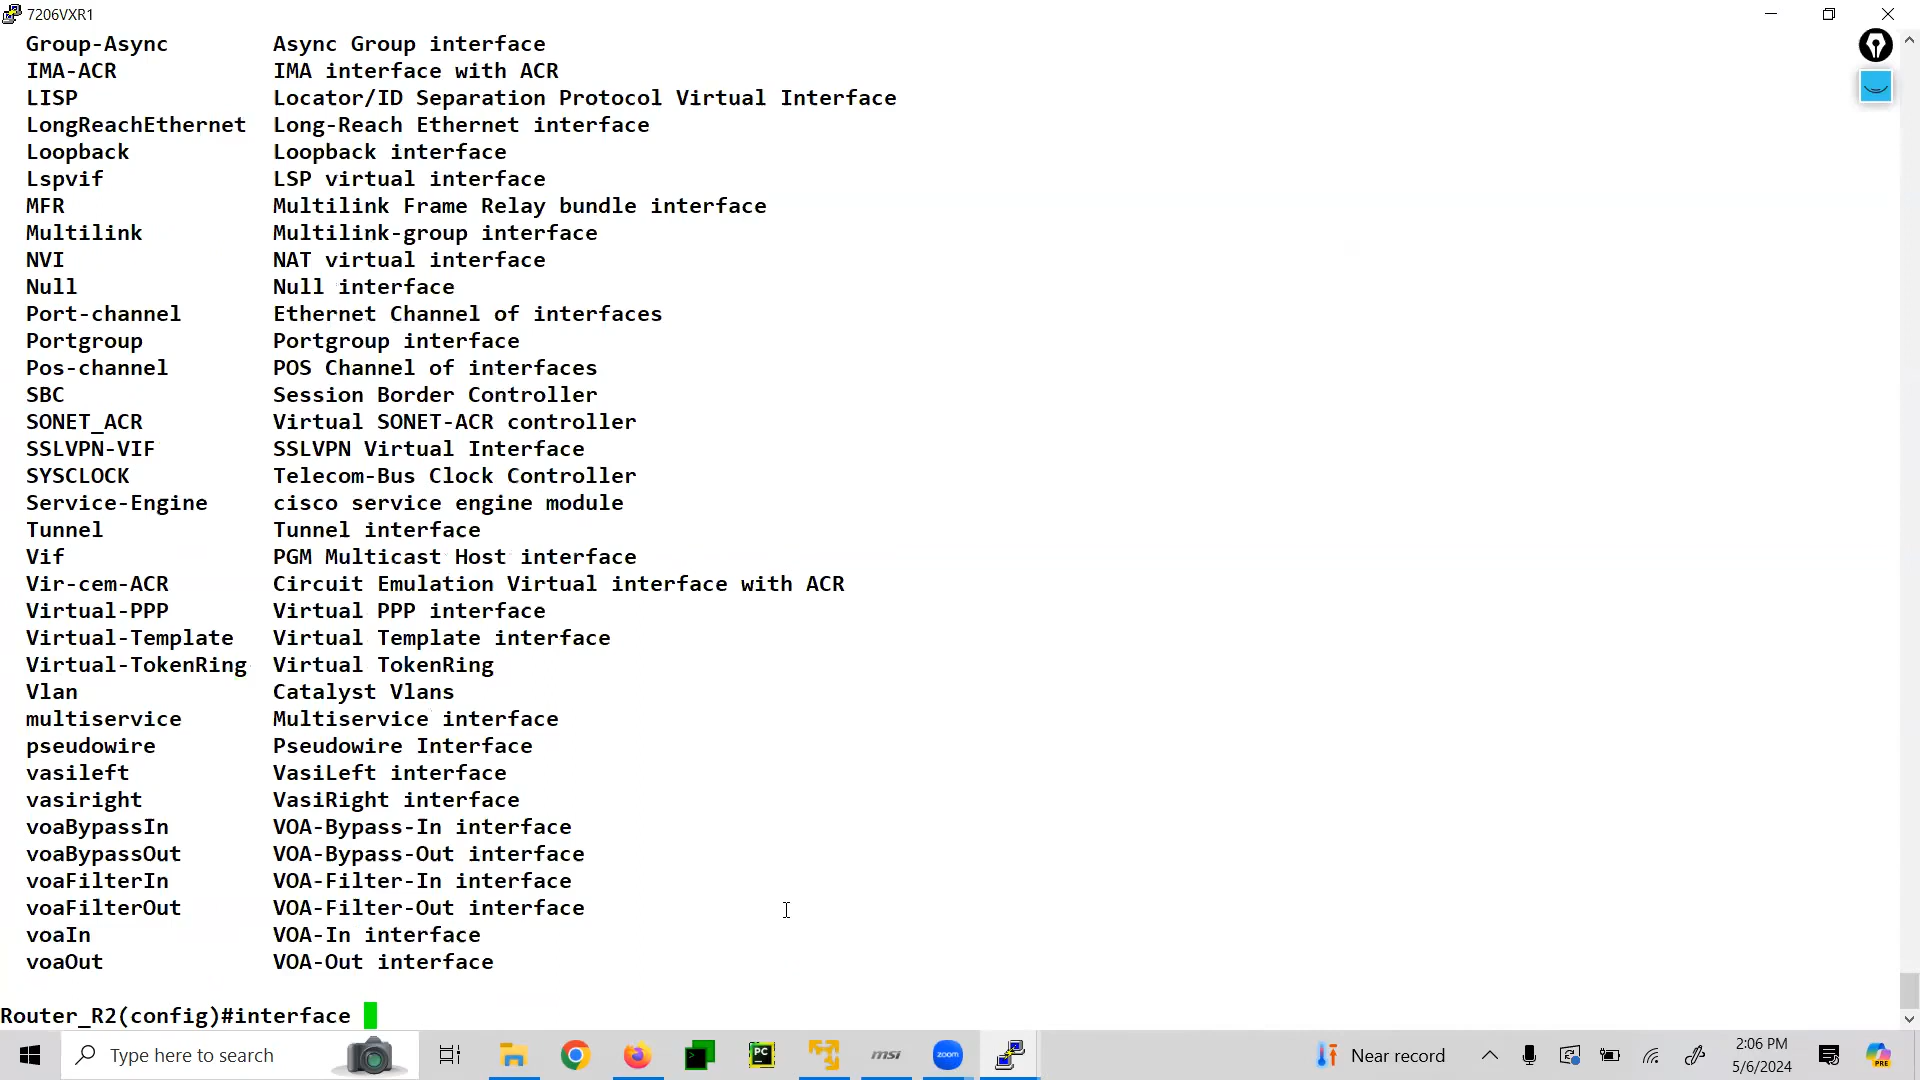 7206VXR1
Group-Async Async Group interface
IMA-ACR IMA interface with ACR
LISP Locator/ID Separation Protocol Virtual Interface
LongReachEthernet Long-Reach Ethernet interface
Loopback Loopback interface
Lspvif LSP virtual interface
MFR Multilink Frame Relay bundle interface
Multilink Multilink-group interface
NVI NAT virtual interface
Null Null interface
Port-channel Ethernet Channel of interfaces
Portgroup Portgroup interface
Pos-channel POS Channel of interfaces
SBC Session Border Controller
SONET_ACR Virtual SONET-ACR controller
SSLVPN-VIF SSLVPN Virtual Interface
SYSCLOCK Telecom-Bus Clock Controller
Service-Engine cisco service engine module
Tunnel Tunnel interface
Vif PGM Multicast Host interface
Vir-cem-ACR Circuit Emulation Virtual interface with ACR
Virtual-PPP Virtual PPP interface
Virtual-Template Virtual Template interface
Virtual-TokenRing Virtual TokenRing
Vlan Catalyst Vlans
multiservice Multiservice interface
pseudowire Pseudowire Interface
vasileft VasiLeft interface
vasiright VasiRight interface
voaBypassIn VOA-Bypass-In interface
voaBypassOut VOA-Bypass-Out interface
voaFilterIn VOA-Filter-In interface
voaFilterOut VOA-Filter-Out interface
voaIn VOA-In interface
voaOut VOA-Out interface
Router_R2(config)#interface
Type here to search
PC
msi
zoom
Near record
2:06 PM
5/6/2024
PRE